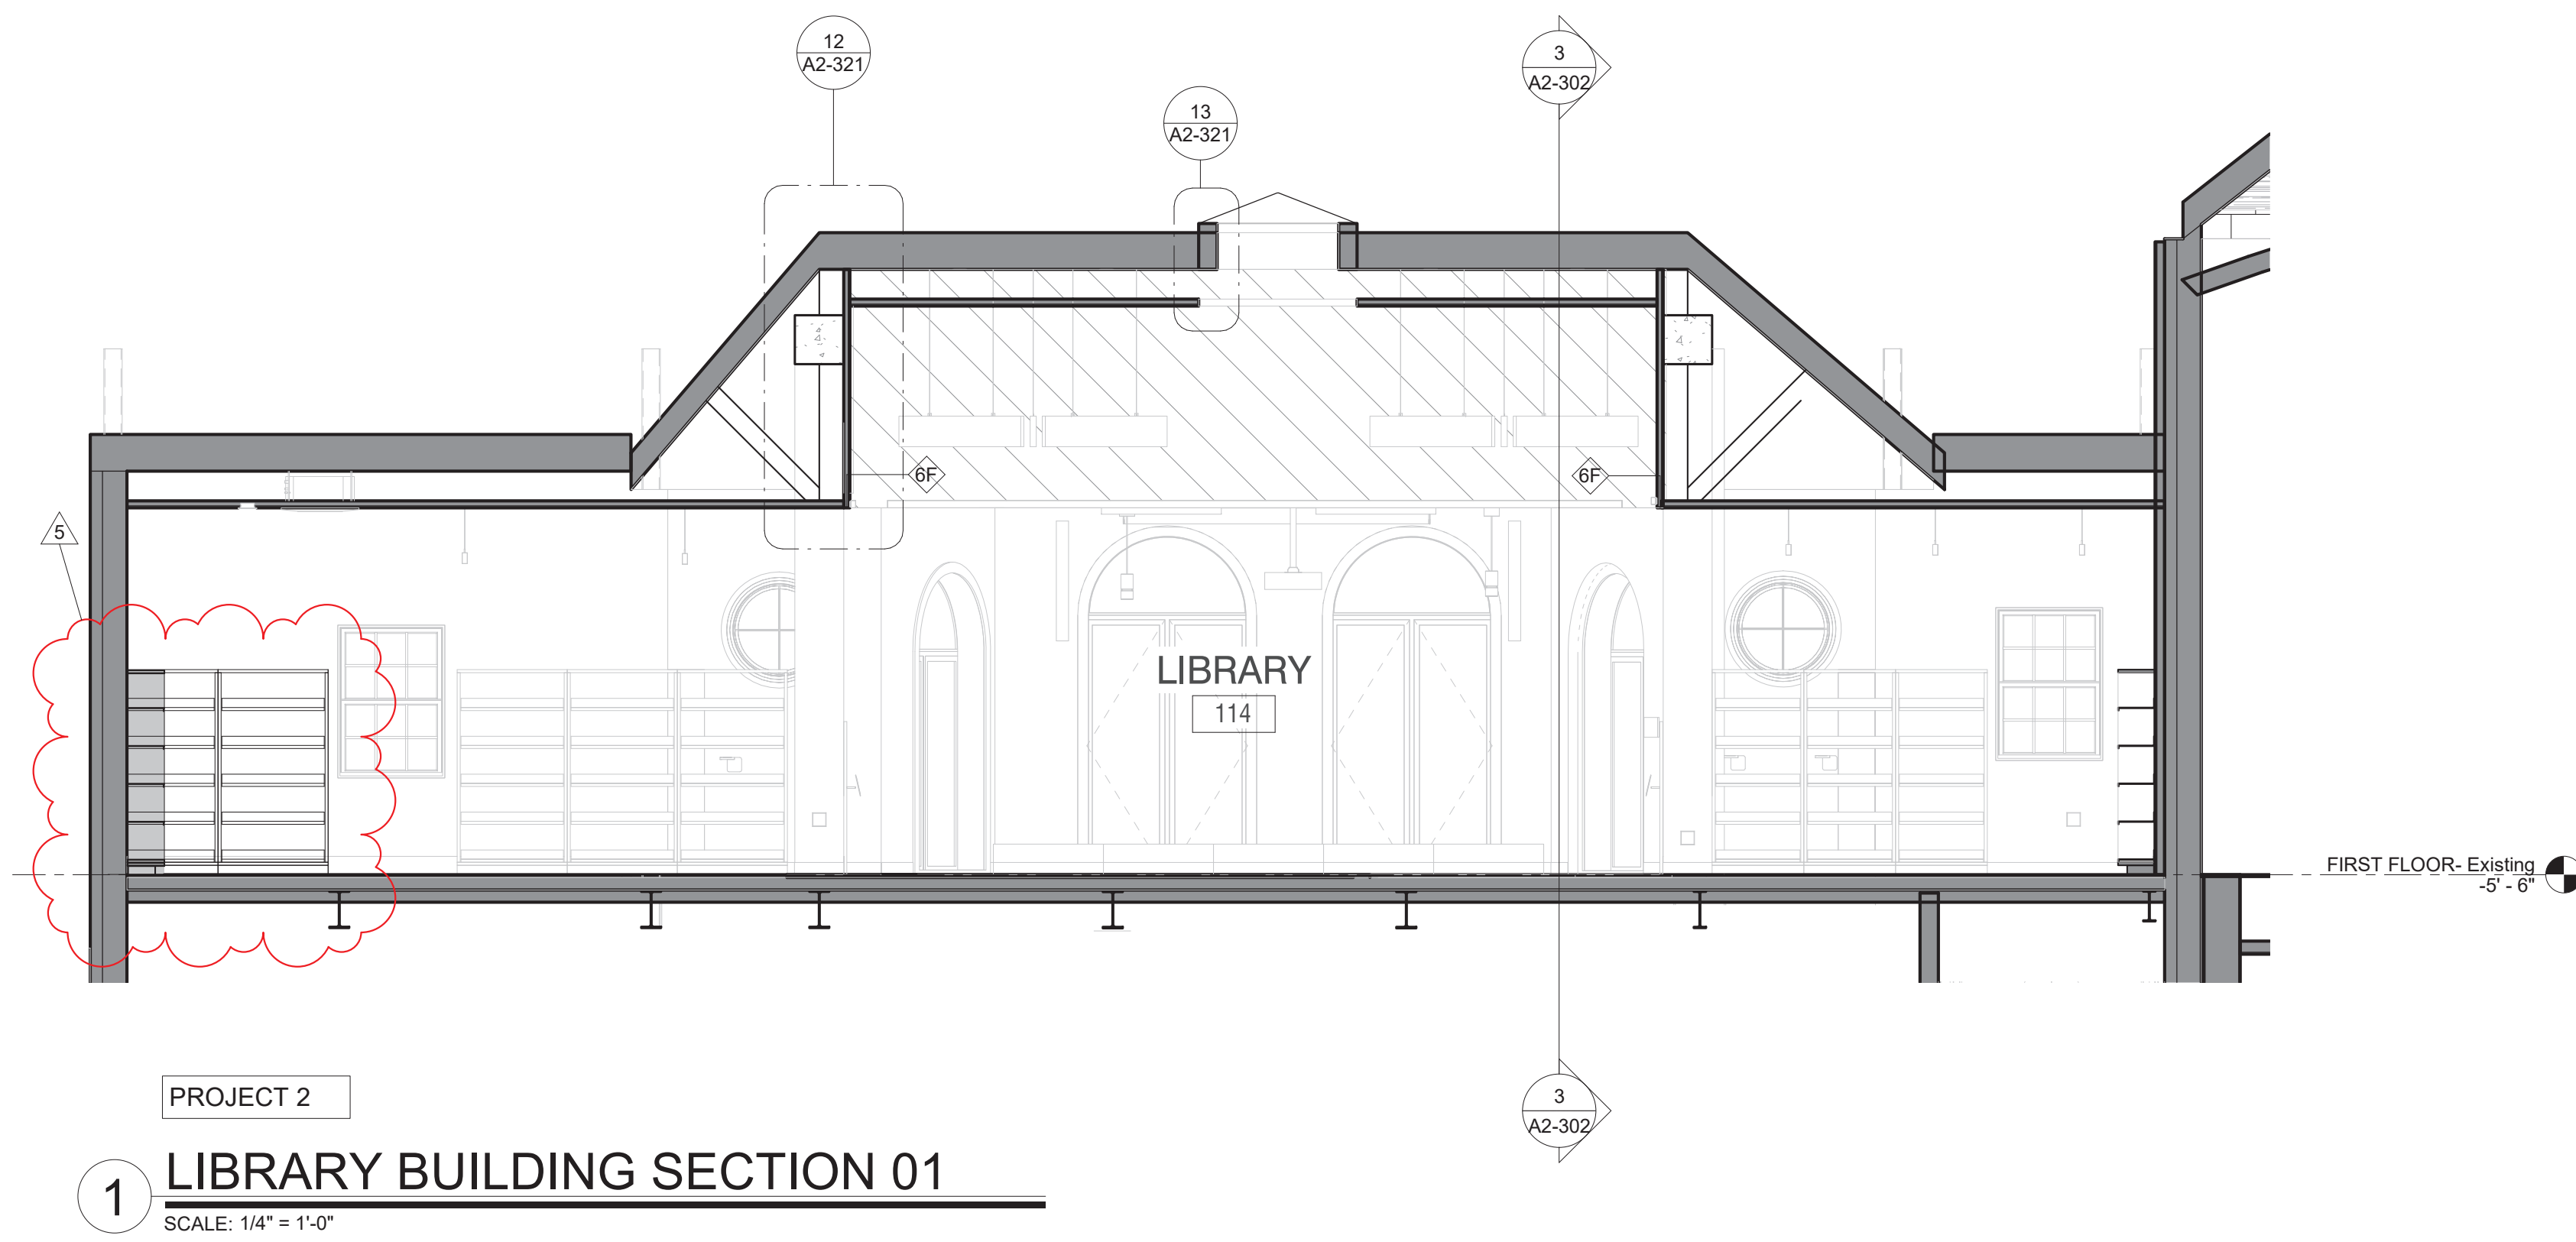 12
A2-321
3
A2-302
13
A2-321
6F
6F
5
LIBRARY
114
FIRST FLOOR- Existing
-5' - 6"
3
A2-302
PROJECT 2
1
LIBRARY BUILDING SECTION 01
SCALE: 1/4" = 1'-0"